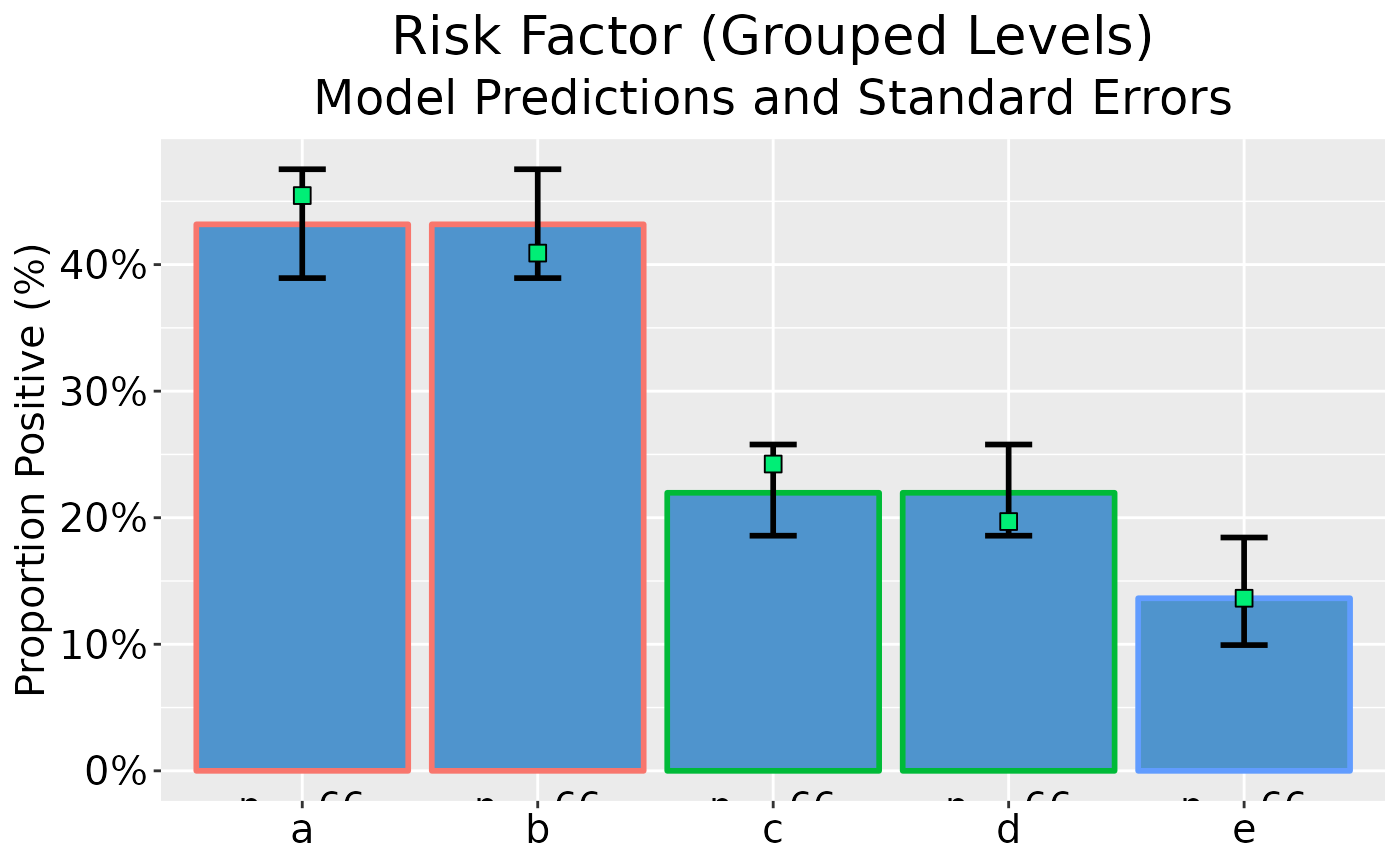 Risk Factor (Grouped Levels)
Model Predictions and Standard Errors
Proportion Positive (%)
40%
30%
20%
10%
0%
a b c d e